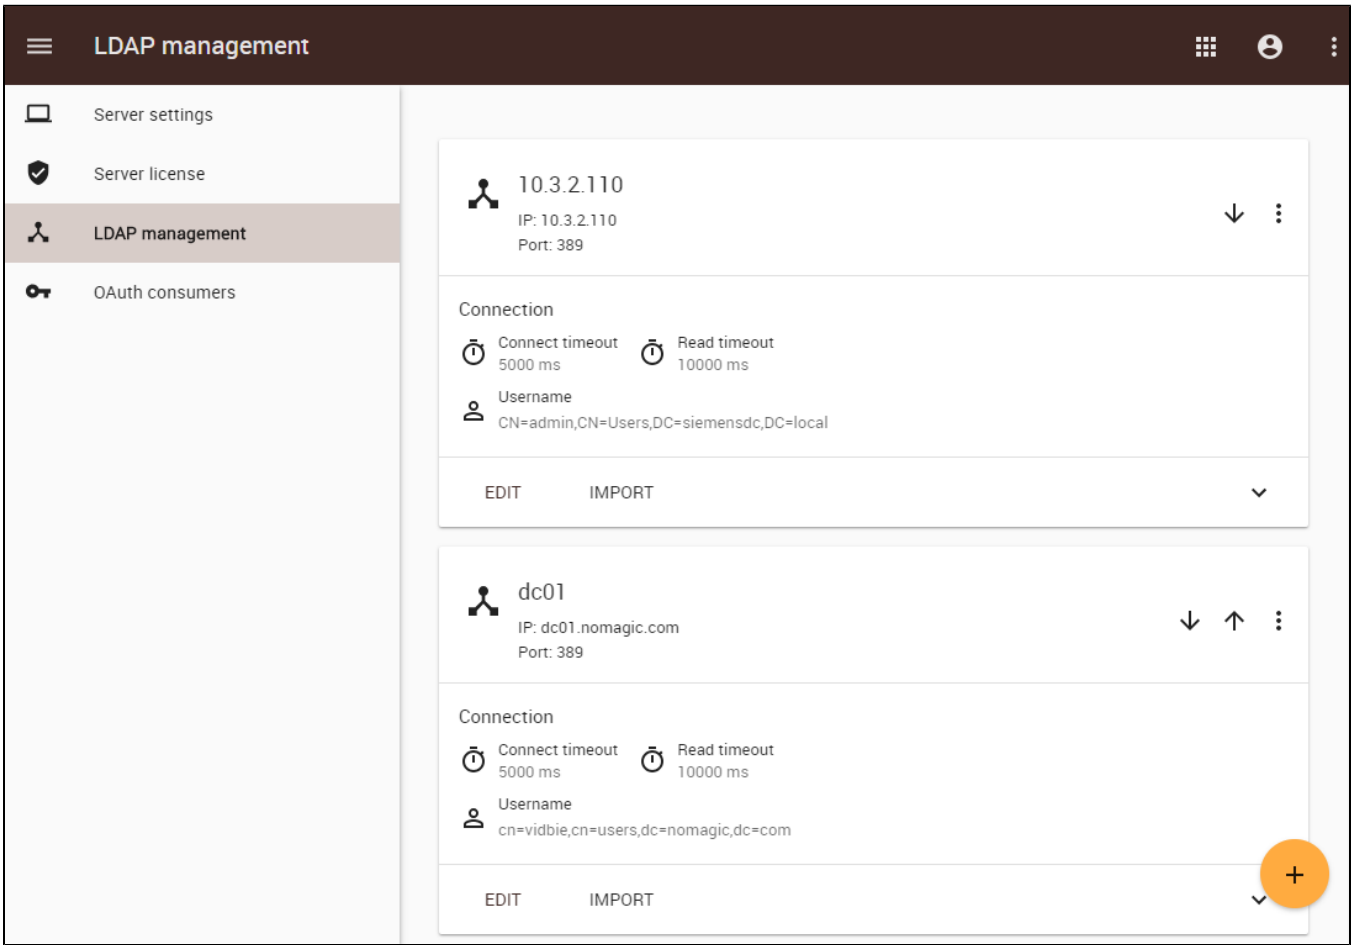 LDAP management
Server settings
Server license
LDAP management
OAuth consumers
10.3.2.110
IP: 10.3.2.110
Port: 389
Connection
Connect timeout Read timeout
5000 ms 10000 ms
Username
CN=admin,CN=Users,DC=siemensdc,DC=local
EDIT IMPORT
dc01
IP: dc01.nomagic.com
Port: 389
Connection
Connect timeout Read timeout
5000 ms 10000 ms
Username
cn=vidbie,cn=users,dc=nomagic,dc=com
EDIT IMPORT